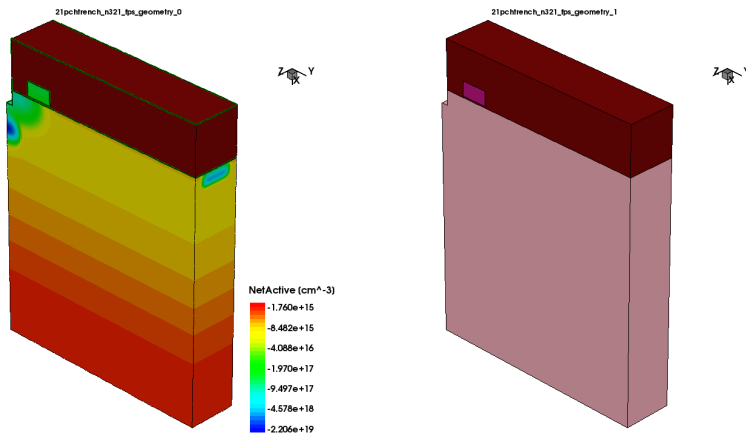 21pchtrench_n321_fps_geometry_0
21pchtrench_n321_fps_geometry_1
Z Y
X
Z Y
X
NetActive (cm^-3)
-1.760e+15
-8.482e+15
-4.088e+16
-1.970e+17
-9.497e+17
-4.578e+18
-2.206e+19